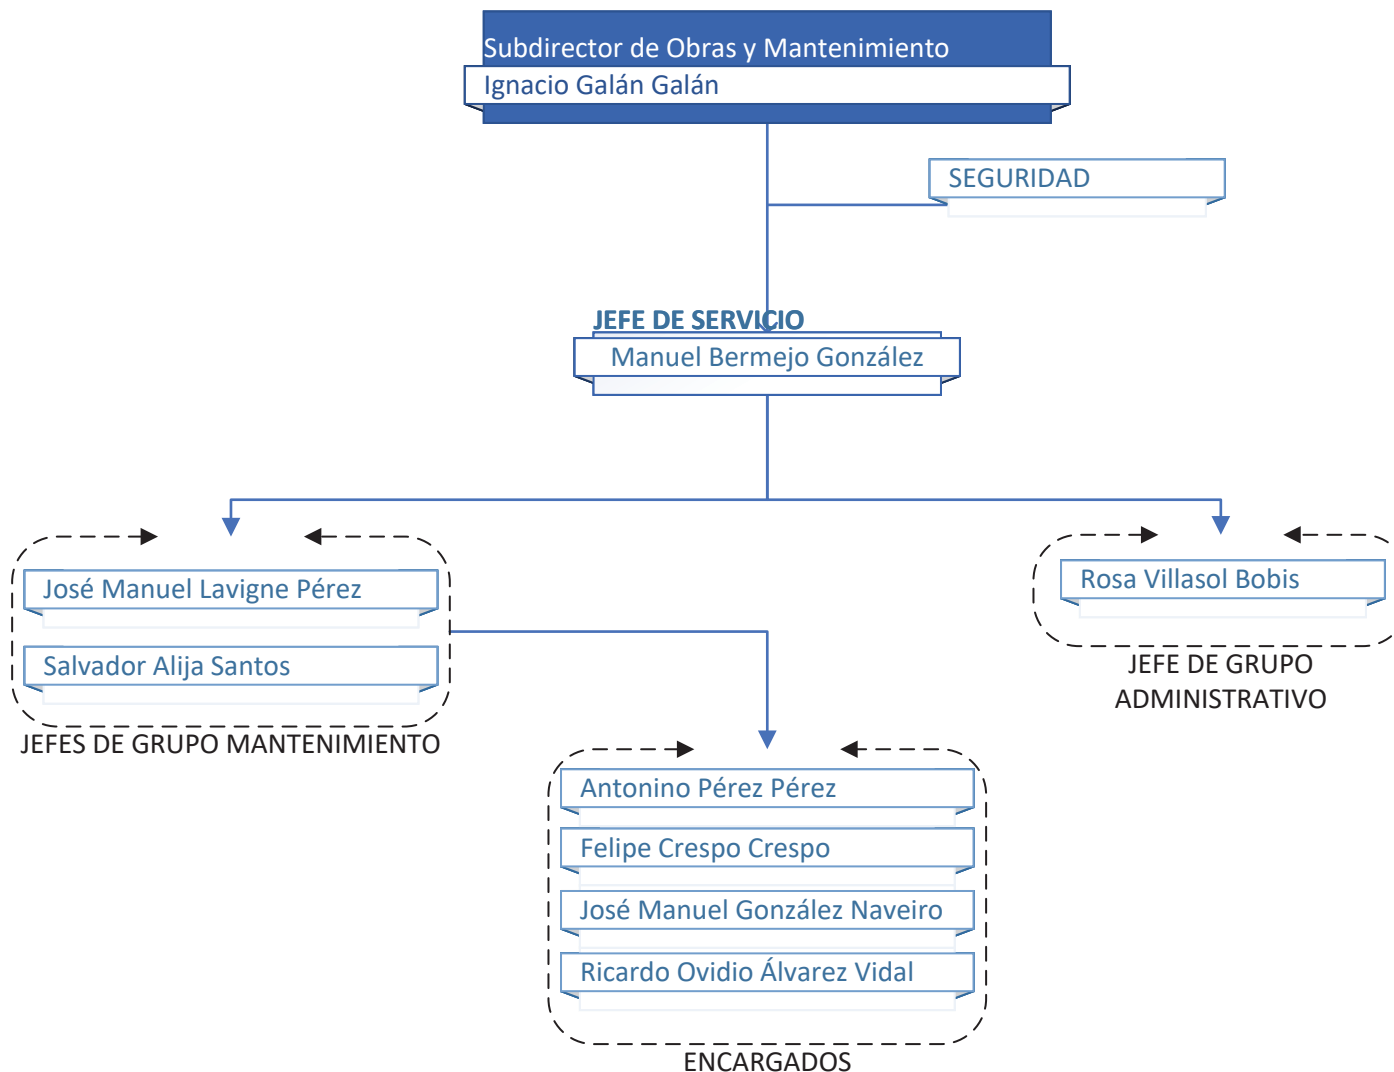 Subdirector de Obras y Mantenimiento
Ignacio Galán Galán
SEGURIDAD
JEFE DE SERVICIO
Manuel Bermejo González
José Manuel Lavigne Pérez
Salvador Alija Santos
JEFES DE GRUPO MANTENIMIENTO
Rosa Villasol Bobis
JEFE DE GRUPO
ADMINISTRATIVO
Antonino Pérez Pérez
Felipe Crespo Crespo
José Manuel González Naveiro
Ricardo Ovidio Álvarez Vidal
ENCARGADOS